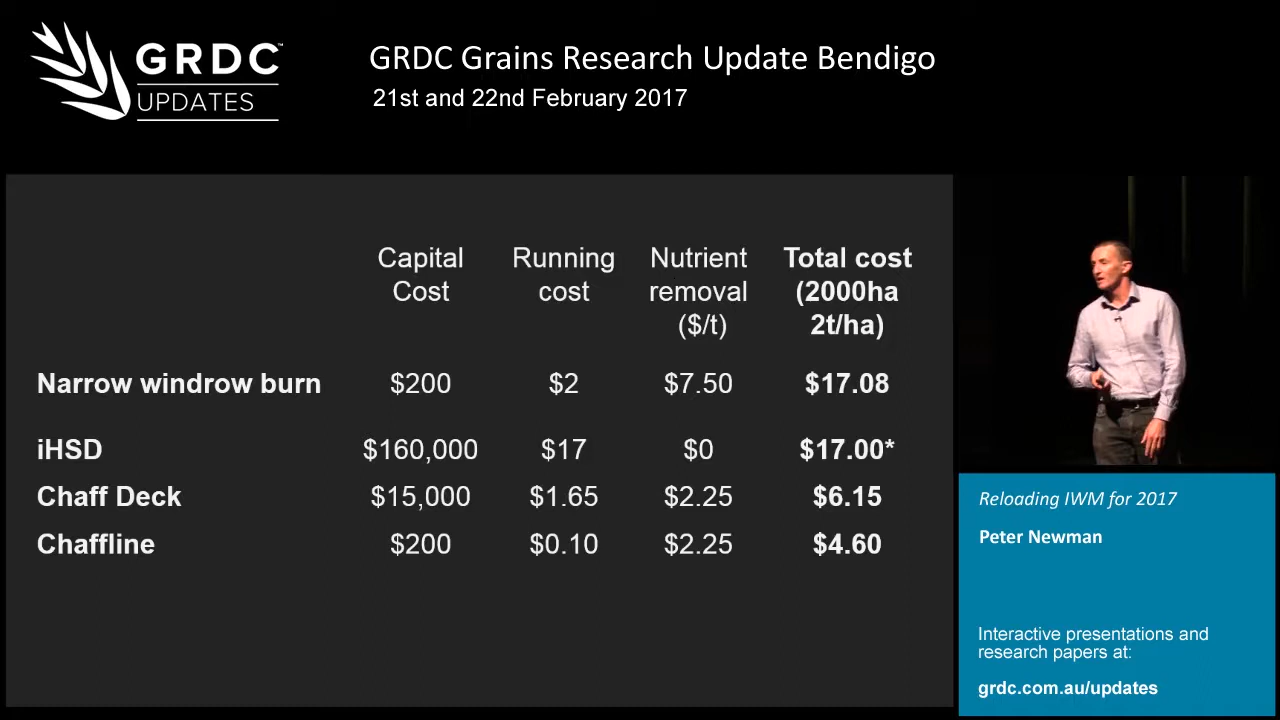 GRDC™
UPDATES
GRDC Grains Research Update Bendigo
21st and 22nd February 2017
Capital Cost Running cost Nutrient removal ($/t) Total cost (2000ha 2t/ha)
Narrow windrow burn $200 $2 $7.50 $17.08
iHSD $160,000 $17 $0 $17.00*
Chaff Deck $15,000 $1.65 $2.25 $6.15
Chaffline $200 $0.10 $2.25 $4.60
Reloading IWM for 2017
Peter Newman
Interactive presentations and
research papers at:
grdc.com.au/updates